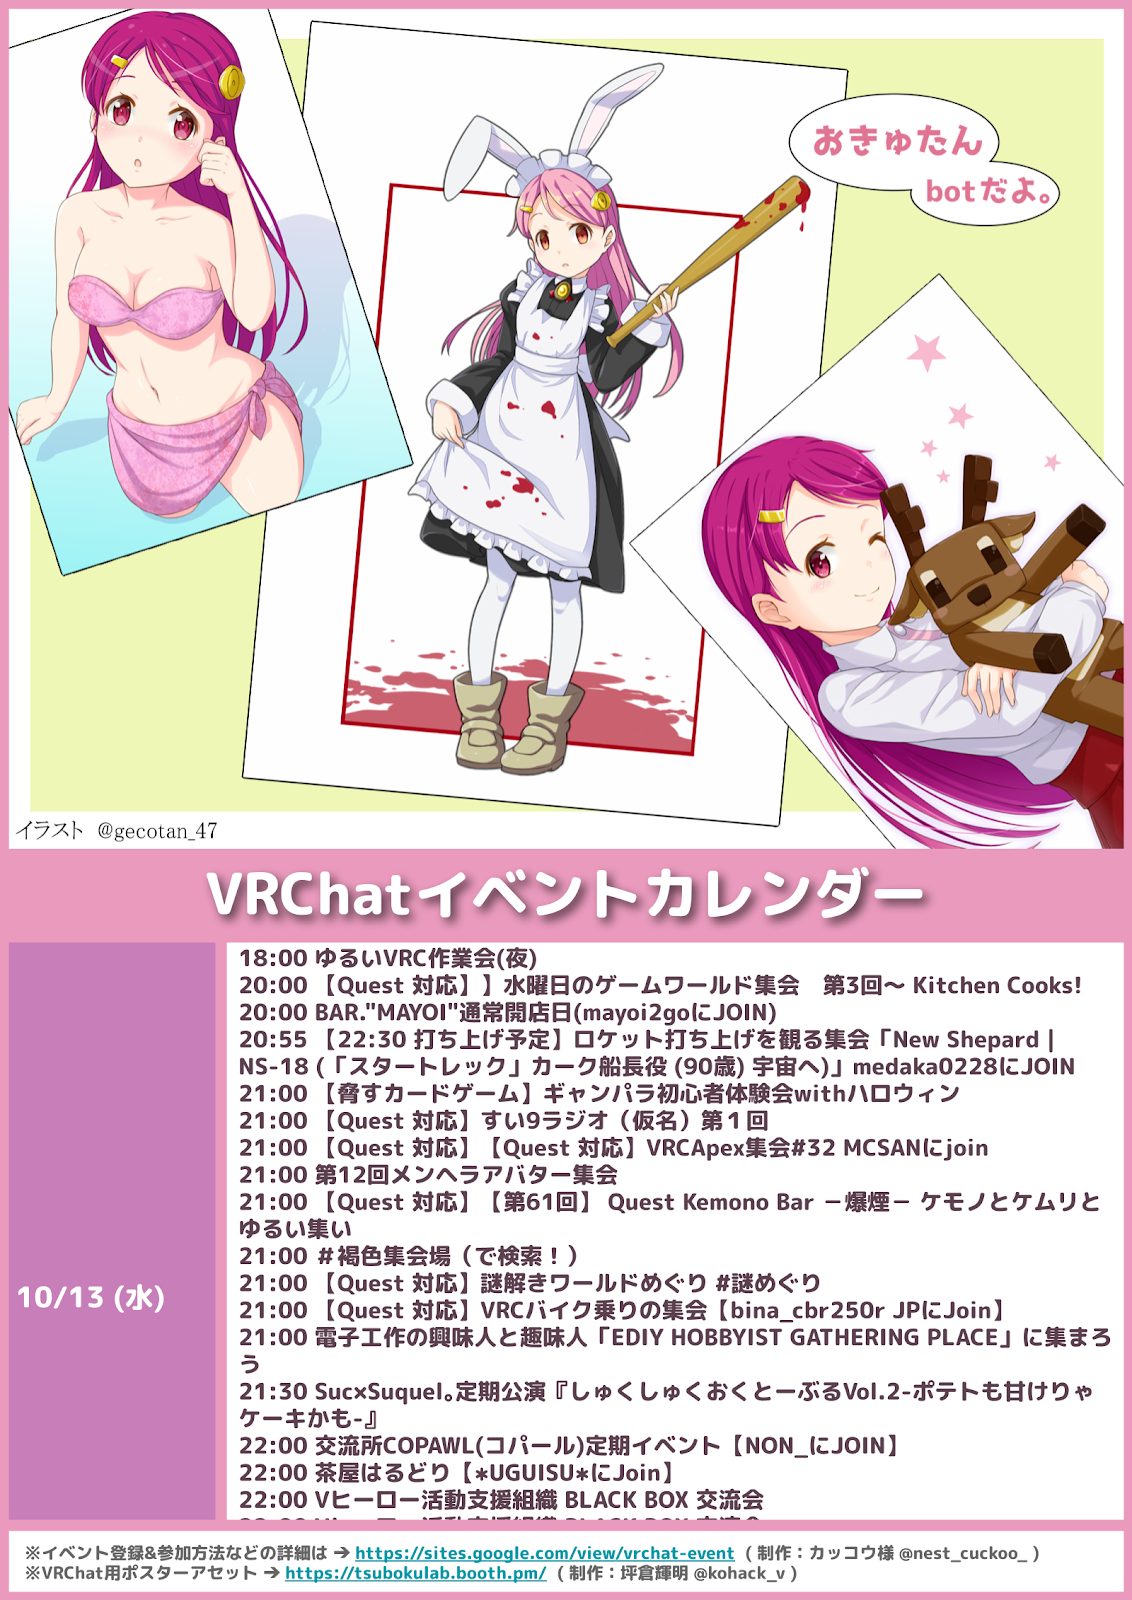 おきゅたん
botだよ。
イラスト @gecotan_47
VRChatイベントカレンダー
10/13 (水)
18:00 ゆるいVRC作業会(夜)
20:00 【Quest 対応】】水曜日のゲームワールド集会　第3回～ Kitchen Cooks!
20:00 BAR."MAYOI"通常開店日(mayoi2goにJOIN)
20:55 【22:30 打ち上げ予定】ロケット打ち上げを観る集会「New Shepard |
NS-18 (「スタートレック」カーク船長役 (90歳) 宇宙へ)」medaka0228にJOIN
21:00 【脅すカードゲーム】ギャンパラ初心者体験会withハロウィン
21:00 【Quest 対応】すい9ラジオ（仮名）第１回
21:00 【Quest 対応】【Quest 対応】VRCApex集会#32 MCSANにjoin
21:00 第12回メンヘラアバター集会
21:00 【Quest 対応】【第61回】 Quest Kemono Bar －爆煙－ ケモノとケムリと
ゆるい集い
21:00 ＃褐色集会場（で検索！）
21:00 【Quest 対応】謎解きワールドめぐり #謎めぐり
21:00 【Quest 対応】VRCバイク乗りの集会【bina_cbr250r JPにJoin】
21:00 電子工作の興味人と趣味人「EDIY HOBBYIST GATHERING PLACE」に集まろ
う
21:30 Suc×Suquel。定期公演『しゅくしゅくおくとーぶるVol.2-ポテトも甘けりゃ
ケーキかも-』
22:00 交流所COPAWL(コパール)定期イベント【NON_にJOIN】
22:00 茶屋はるどり【*UGUISU*にJoin】
22:00 Vヒーロー活動支援組織 BLACK BOX 交流会
※イベント登録&参加方法などの詳細は ➔ https://sites.google.com/view/vrchat-event ( 制作：カッコウ様 @nest_cuckoo_ )
※VRChat用ポスターアセット ➔ https://tsubokulab.booth.pm/ ( 制作：坪倉輝明 @kohack_v )